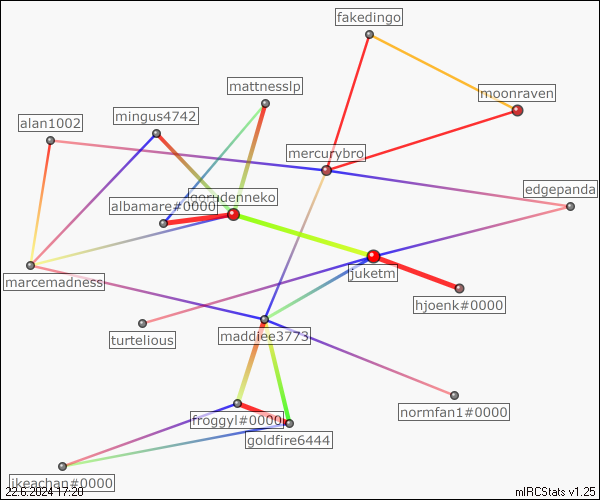 fakedingo
mattnesslp
moonraven
alan1002
mingus4742
mercurybro
edgepanda
gorudenneko
albamare#0000
marcemadness
juketm
hjoenk#0000
turtelious
maddiee3773
normfan1#0000
froggyl#0000
goldfire6444
ikeachan#0000
22.6.2024 17:20
mIRCStats v1.25